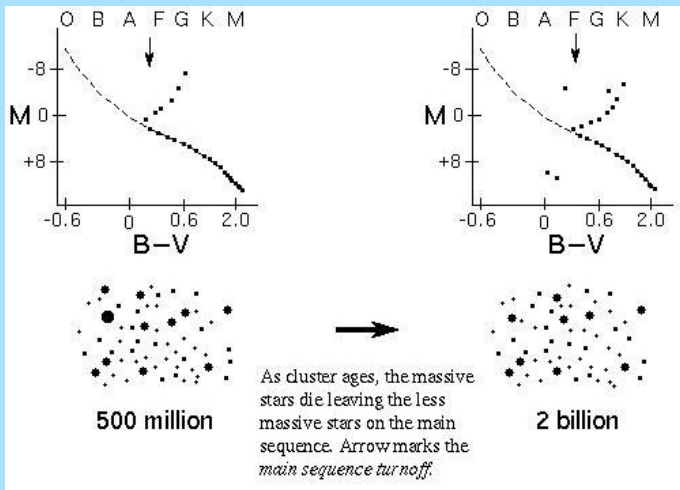 O B A F G K M
-8
M 0
+8
-0.6 0 0.6 2.0
B–V
O B A F G K M
-8
M 0
+8
-0.6 0 0.6 2.0
B–V
500 million
As cluster ages, the massive
stars die leaving the less
massive stars on the main
sequence. Arrow marks the
main sequence turnoff.
2 billion